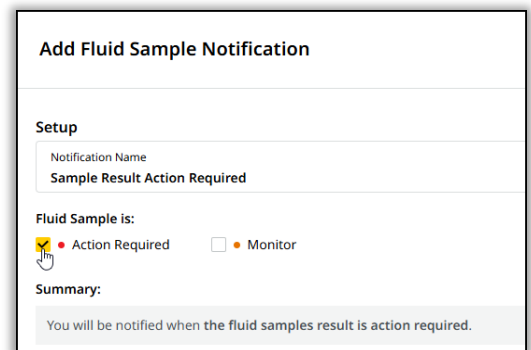 Add Fluid Sample Notification
Setup
Notification Name
Sample Result Action Required
Fluid Sample is:
Action Required Monitor
Summary:
You will be notified when the fluid samples result is action required.